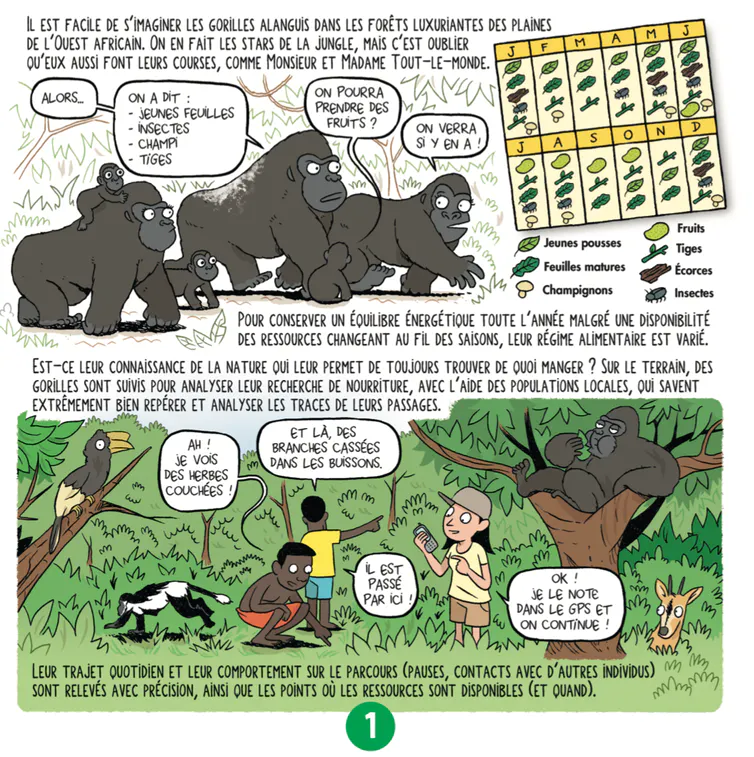 Il est facile de s'imaginer les gorilles alanguis dans les forêts luxuriantes des plaines
de l'Ouest africain. On en fait les stars de la jungle, mais c'est oublier
qu'eux aussi font leurs courses, comme Monsieur et Madame Tout-le-monde.
J F M A M J
J A S O N D
ALORS...
ON A DIT :
- JEUNES FEUILLES
- INSECTES
- CHAMPI
- TIGES
ON POURRA
PRENDRE DES
FRUITS ?
ON VERRA
SI Y EN A !
Jeunes pousses
Feuilles matures
Champignons
Fruits
Tiges
Écorces
Insectes
Pour conserver un équilibre énergétique toute l'année malgré une disponibilité
des ressources changeant au fil des saisons, leur régime alimentaire est varié.
Est-ce leur connaissance de la nature qui leur permet de toujours trouver de quoi manger ? Sur le terrain, des
gorilles sont suivis pour analyser leur recherche de nourriture, avec l'aide des populations locales, qui savent
extrêmement bien repérer et analyser les traces de leurs passages.
AH !
JE VOIS
DES HERBES
COUCHÉES !
ET LÀ, DES
BRANCHES CASSÉES
DANS LES BUISSONS.
IL EST
PASSÉ
PAR ICI !
OK !
JE LE NOTE
DANS LE GPS ET
ON CONTINUE !
Leur trajet quotidien et leur comportement sur le parcours (pauses, contacts avec d'autres individus)
sont relevés avec précision, ainsi que les points où les ressources sont disponibles (et quand).
1